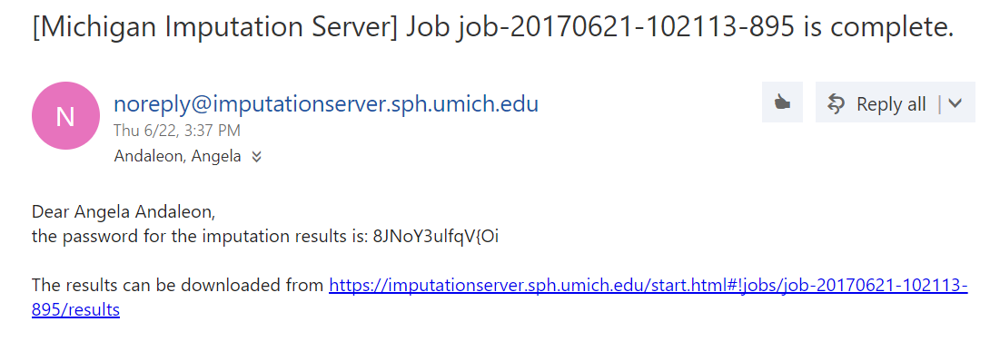 [Michigan Imputation Server] Job job-20170621-102113-895 is complete.
N
noreply@imputationserver.sph.umich.edu
Reply all
Thu 6/22, 3:37 PM
Andaleon, Angela
Dear Angela Andaleon,
the password for the imputation results is: 8JNoY3ulfqV{Oi
The results can be downloaded from https://imputationserver.sph.umich.edu/start.html#!jobs/job-20170621-102113-
895/results